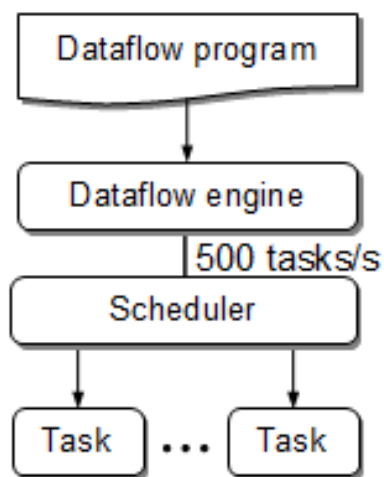 Dataflow program
Dataflow engine
500 tasks/s
Scheduler
Task ... Task